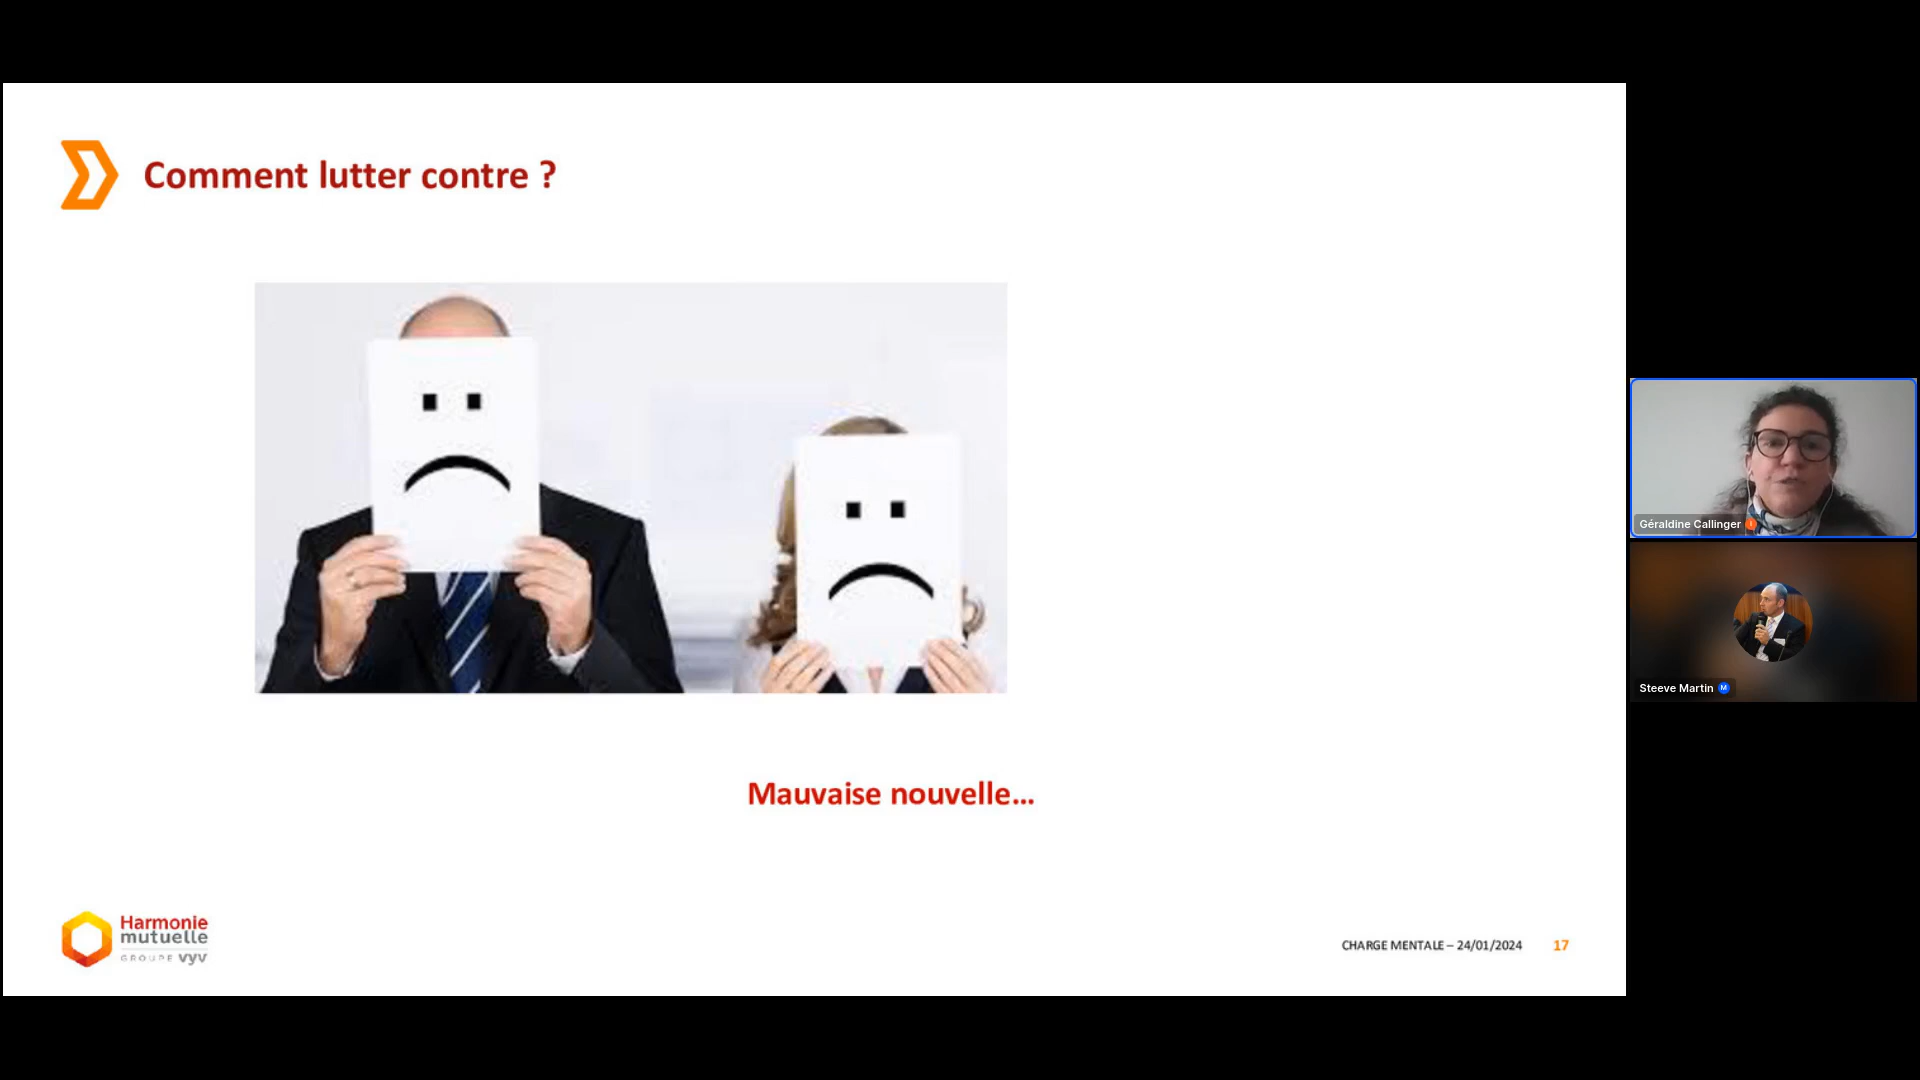 Comment lutter contre ?
Mauvaise nouvelle...
Harmonie
mutuelle
GROUPE vyv
CHARGE MENTALE – 24/01/2024 17
Géraldine Callinger
Steeve Martin M